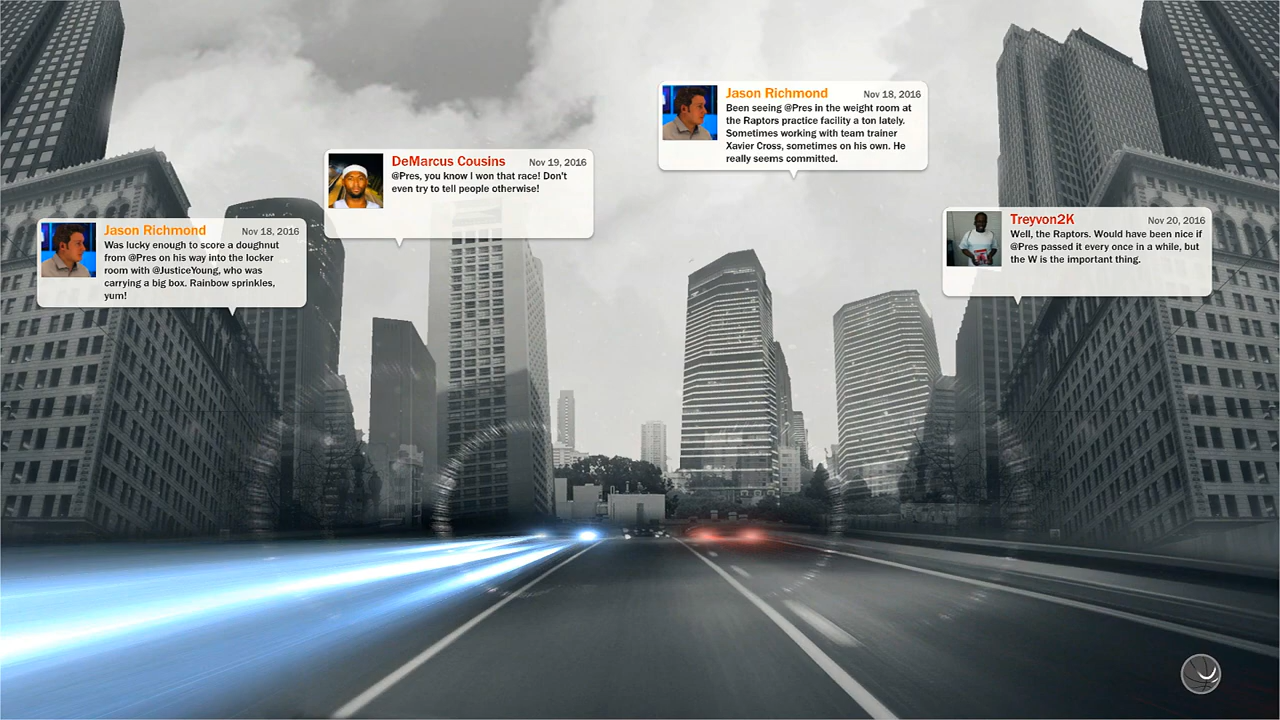 Jason Richmond Nov 18, 2016
Was lucky enough to score a doughnut
from @Pres on his way into the locker
room with @JusticeYoung, who was
carrying a big box. Rainbow sprinkles,
yum!
DeMarcus Cousins Nov 19, 2016
@Pres, you know I won that race! Don't
even try to tell people otherwise!
Jason Richmond Nov 18, 2016
Been seeing @Pres in the weight room at
the Raptors practice facility a ton lately.
Sometimes working with team trainer
Xavier Cross, sometimes on his own. He
really seems committed.
Treyvon2K Nov 20, 2016
Well, the Raptors. Would have been nice if
@Pres passed it every once in a while, but
the W is the important thing.